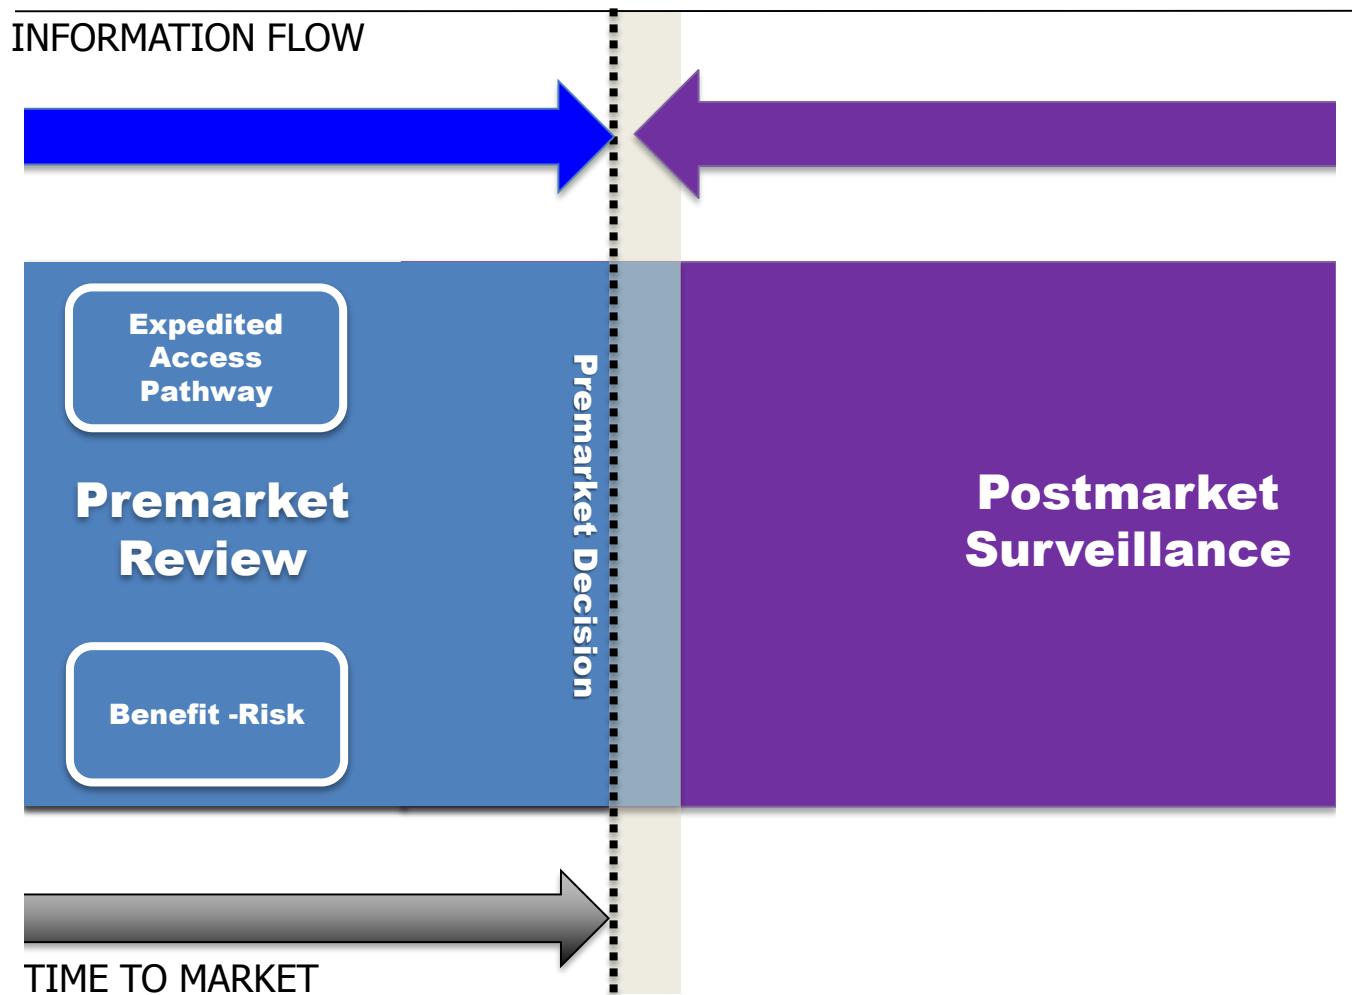 INFORMATION FLOW
Expedited
Access
Pathway
Premarket
Review
Benefit -Risk
Premarket Decision
Postmarket
Surveillance
TIME TO MARKET